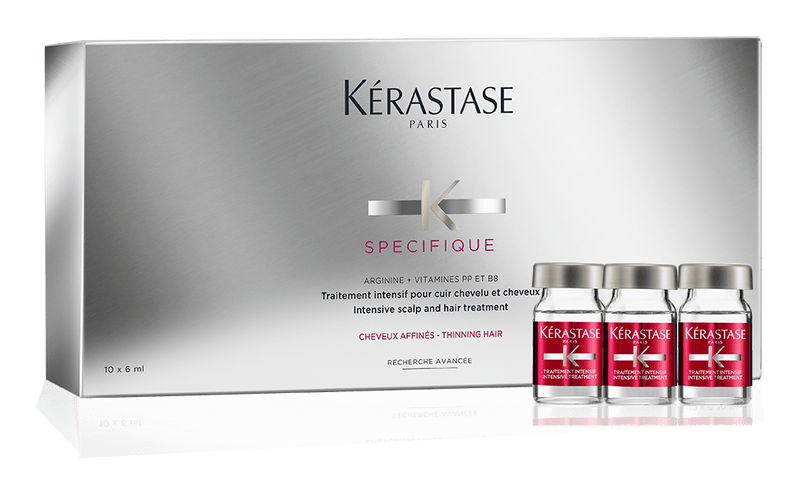 KÉRASTASE
PARIS
K
SPECIFIQUE
ARGININE + VITAMINES PP ET B8
Traitement intensif pour cuir chevelu et cheveux
Intensive scalp and hair treatment
CHEVEUX AFFINÉS - THINNING HAIR
RECHERCHE AVANCÉE
10 x 6 ml
KÉRASTASE
PARIS
K
TRAITEMENT INTENSIF
INTENSIVE TREATMENT
KÉRASTASE
PARIS
K
TRAITEMENT INTENSIF
INTENSIVE TREATMENT
KÉRASTASE
PARIS
K
TRAITEMENT INTENSIF
INTENSIVE TREATMENT